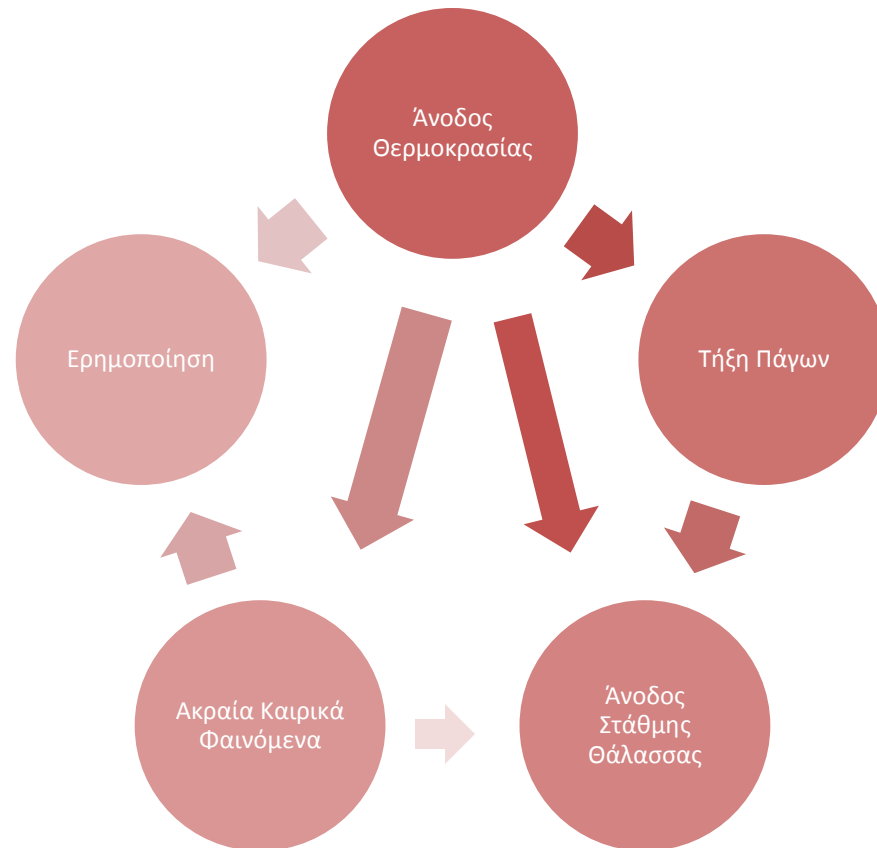 Άνοδος
Θερμοκρασίας
Ερημοποίηση
Τήξη Πάγων
Ακραία Καιρικά
Φαινόμενα
Άνοδος
Στάθμης
Θάλασσας